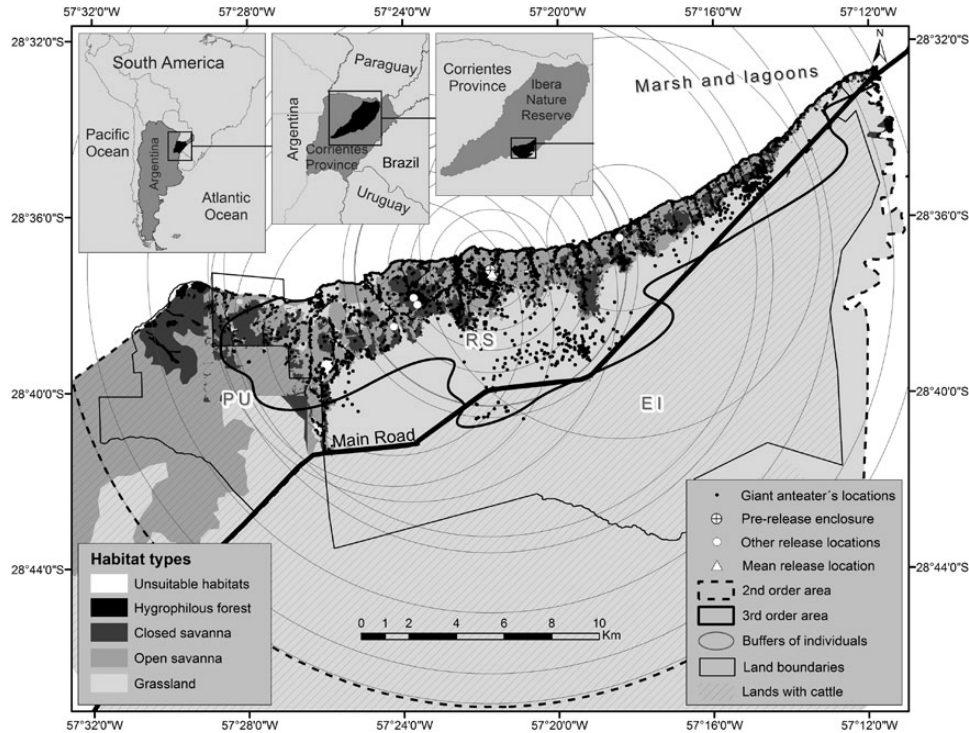 57°32'0"O 57°28'0"O 57°24'0"O 57°20'0"O 57°16'0"O 57°12'0"O
28°32'0"S
28°36'0"S
28°40'0"S
28°44'0"S
South America
Pacific
Ocean
Argentina
Atlantic
Ocean
Paraguay
Argentina
Corrientes
Province
Brazil
Uruguay
Corrientes
Province
Ibera
Nature
Reserve
Marsh and lagoons
N
28°32'0"S
28°36'0"S
28°40'0"S
28°44'0"S
RS
PU
EI
Main Road
Habitat types
Unsuitable habitats
Hygrophilous forest
Closed savanna
Open savanna
Grassland
0 1 2 4 6 8 10
Km
Giant anteater´s locations
Pre-release enclosure
Other release locations
Mean release location
2nd order area
3rd order area
Buffers of individuals
Land boundaries
Lands with cattle
57°32'0"O 57°28'0"O 57°24'0"O 57°20'0"O 57°16'0"O 57°12'0"O